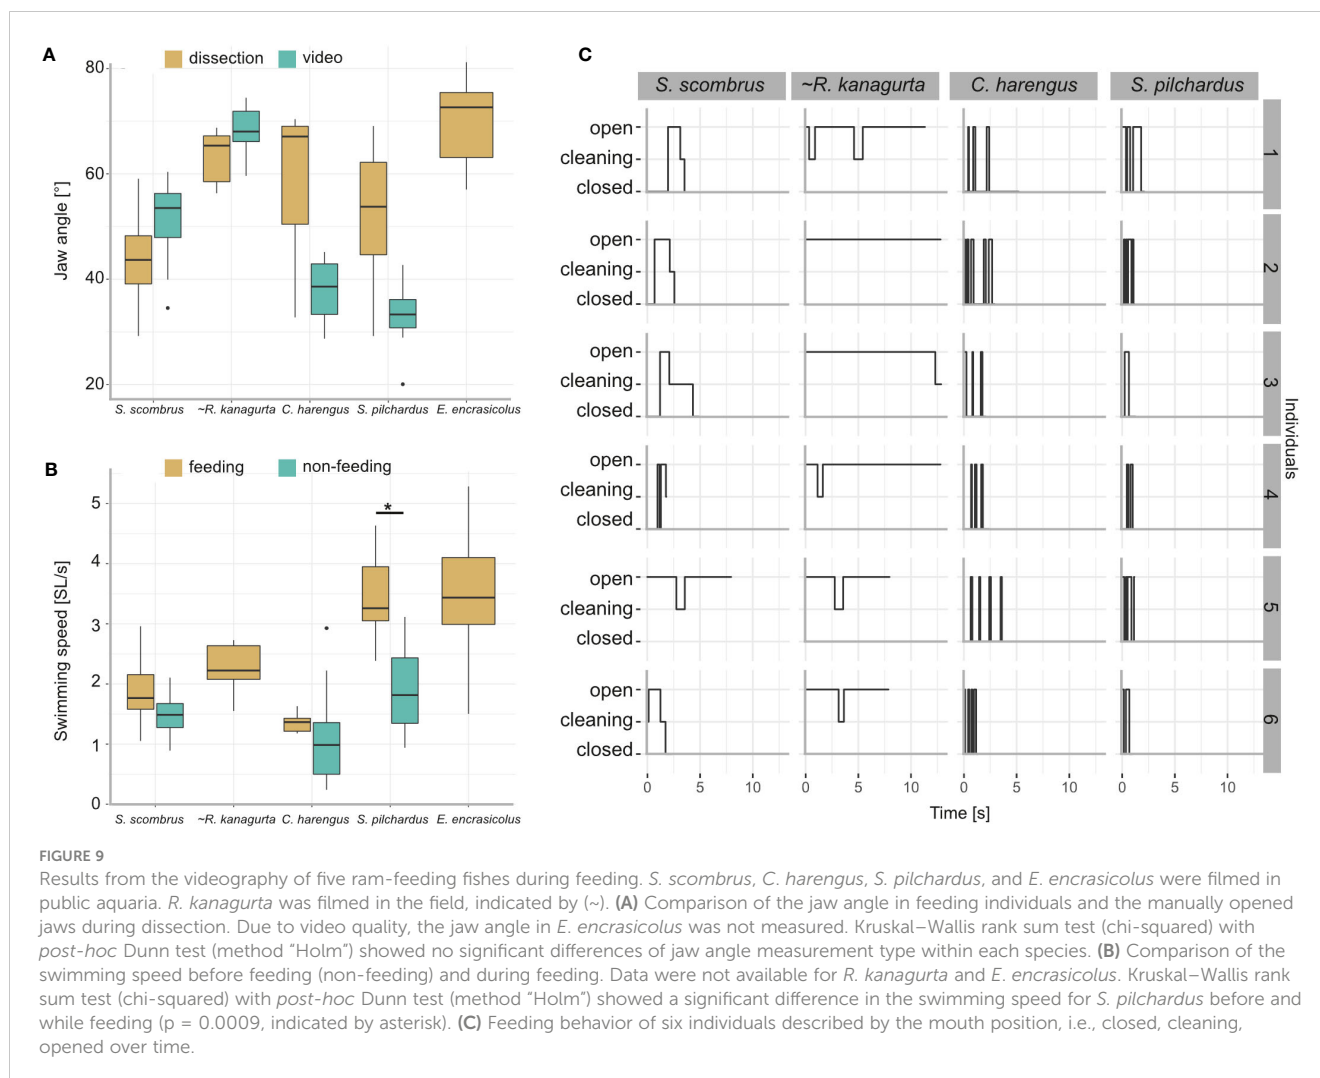 A
dissection
video
80
60
40
20
Jaw angle [°]
S. scombrus
~R. kanagurta
C. harengus
S. pilchardus
E. encrasicolus
B
feeding
non-feeding
*
5
4
3
2
1
0
Swimming speed [SL/s]
S. scombrus
~R. kanagurta
C. harengus
S. pilchardus
E. encrasicolus
C
S. scombrus
~R. kanagurta
C. harengus
S. pilchardus
open
cleaning
closed
1
open
cleaning
closed
2
open
cleaning
closed
3
open
cleaning
closed
4
open
cleaning
closed
5
open
cleaning
closed
6
Individuals
0 5 10
0 5 10
0 5 10
0 5 10
Time [s]
FIGURE 9
Results from the videography of five ram-feeding fishes during feeding. S. scombrus, C. harengus, S. pilchardus, and E. encrasicolus were filmed in
public aquaria. R. kanagurta was filmed in the field, indicated by (~). (A) Comparison of the jaw angle in feeding individuals and the manually opened
jaws during dissection. Due to video quality, the jaw angle in E. encrasicolus was not measured. Kruskal–Wallis rank sum test (chi-squared) with
post-hoc Dunn test (method “Holm”) showed no significant differences of jaw angle measurement type within each species. (B) Comparison of the
swimming speed before feeding (non-feeding) and during feeding. Data were not available for R. kanagurta and E. encrasicolus. Kruskal–Wallis rank
sum test (chi-squared) with post-hoc Dunn test (method “Holm”) showed a significant difference in the swimming speed for S. pilchardus before and
while feeding (p = 0.0009, indicated by asterisk). (C) Feeding behavior of six individuals described by the mouth position, i.e., closed, cleaning,
opened over time.